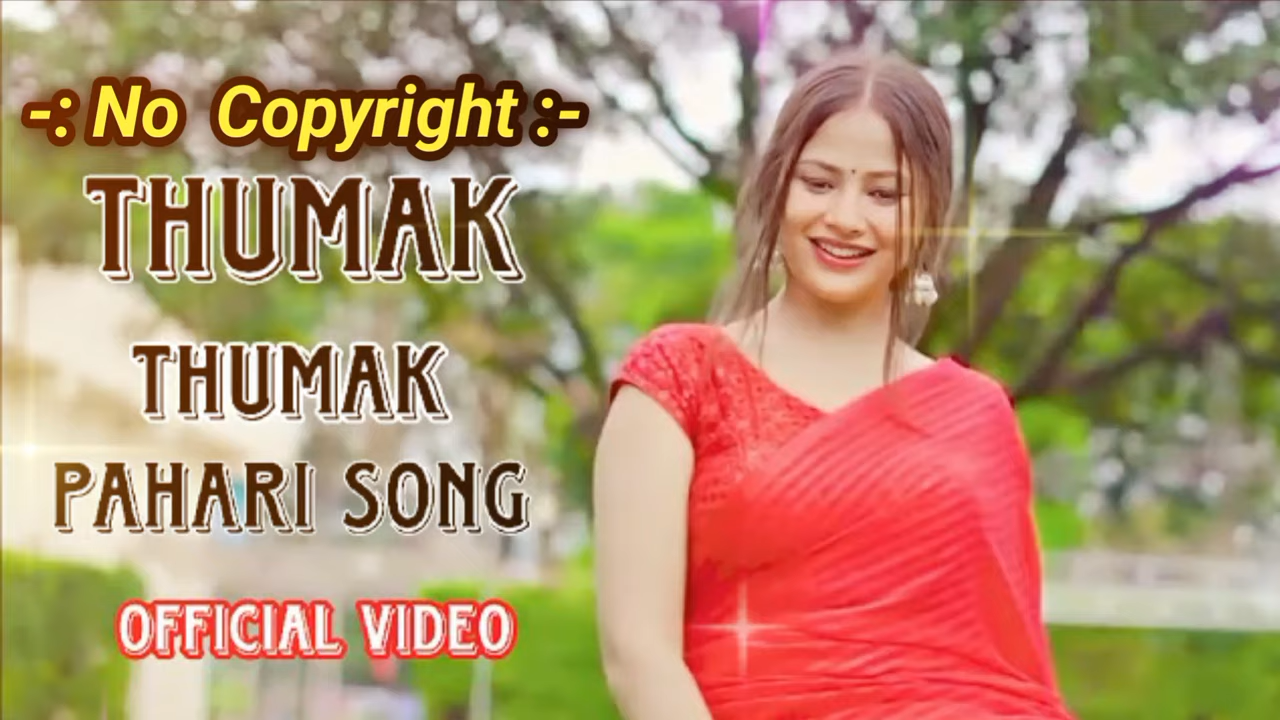 -: No Copyright :-
THUMAK
THUMAK
PAHARI SONG
OFFICIAL VIDEO